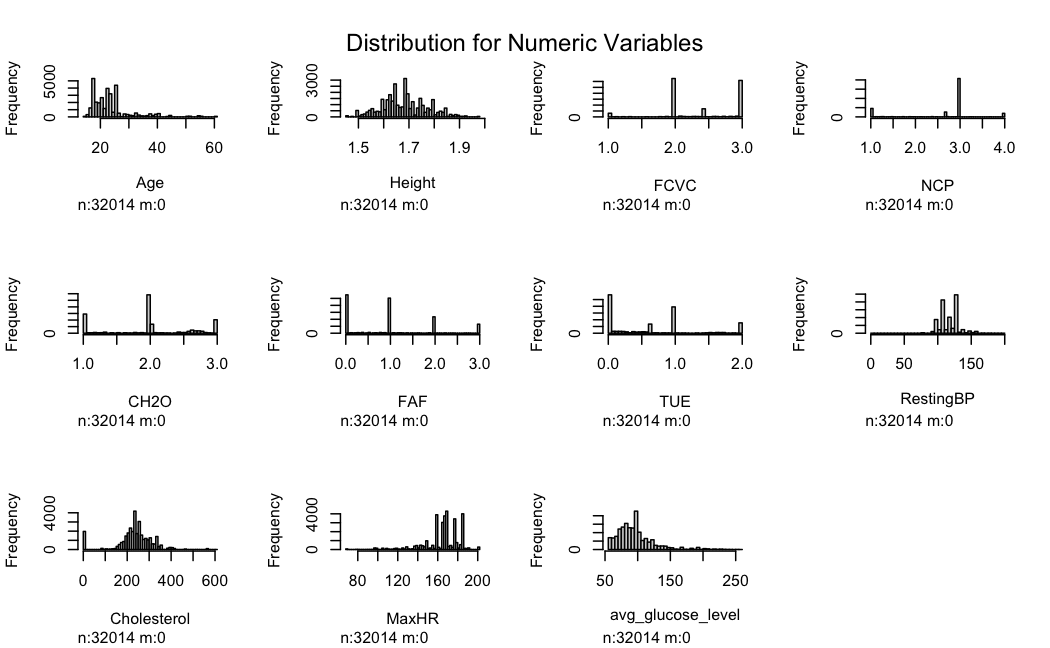 Distribution for Numeric Variables
Frequency
0 5000
20 40 60
Age
n:32014 m:0
Frequency
0 3000
1.5 1.7 1.9
Height
n:32014 m:0
Frequency
0
1.0 2.0 3.0
FCVC
n:32014 m:0
Frequency
0
1.0 2.0 3.0 4.0
NCP
n:32014 m:0
Frequency
0
1.0 2.0 3.0
CH2O
n:32014 m:0
Frequency
0
0.0 1.0 2.0 3.0
FAF
n:32014 m:0
Frequency
0
0.0 1.0 2.0
TUE
n:32014 m:0
Frequency
0
0 50 150
RestingBP
n:32014 m:0
Frequency
0 4000
0 200 400 600
Cholesterol
n:32014 m:0
Frequency
0 4000
80 120 160 200
MaxHR
n:32014 m:0
Frequency
0
50 150 250
avg_glucose_level
n:32014 m:0